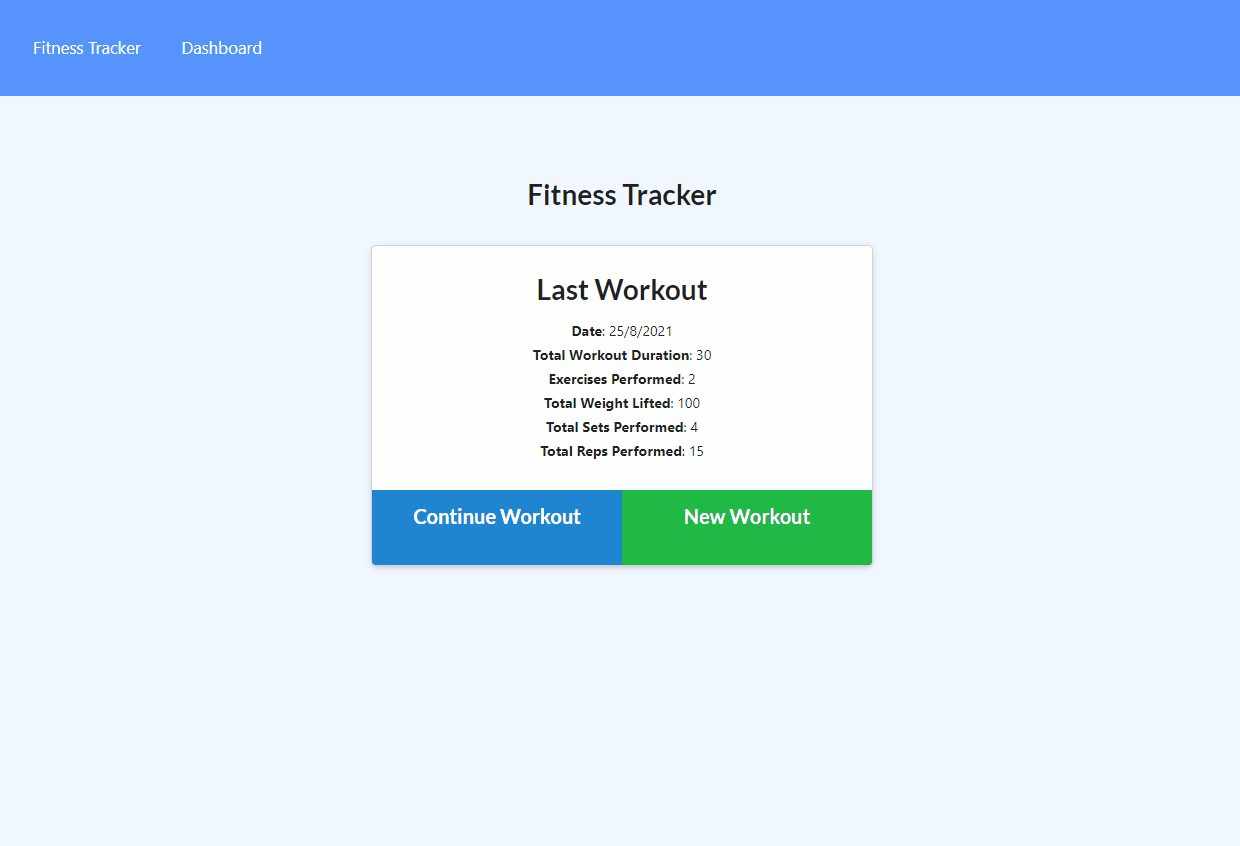 Fitness Tracker Dashboard
Fitness Tracker
Last Workout
Date: 25/8/2021
Total Workout Duration: 30
Exercises Performed: 2
Total Weight Lifted: 100
Total Sets Performed: 4
Total Reps Performed: 15
Continue Workout New Workout